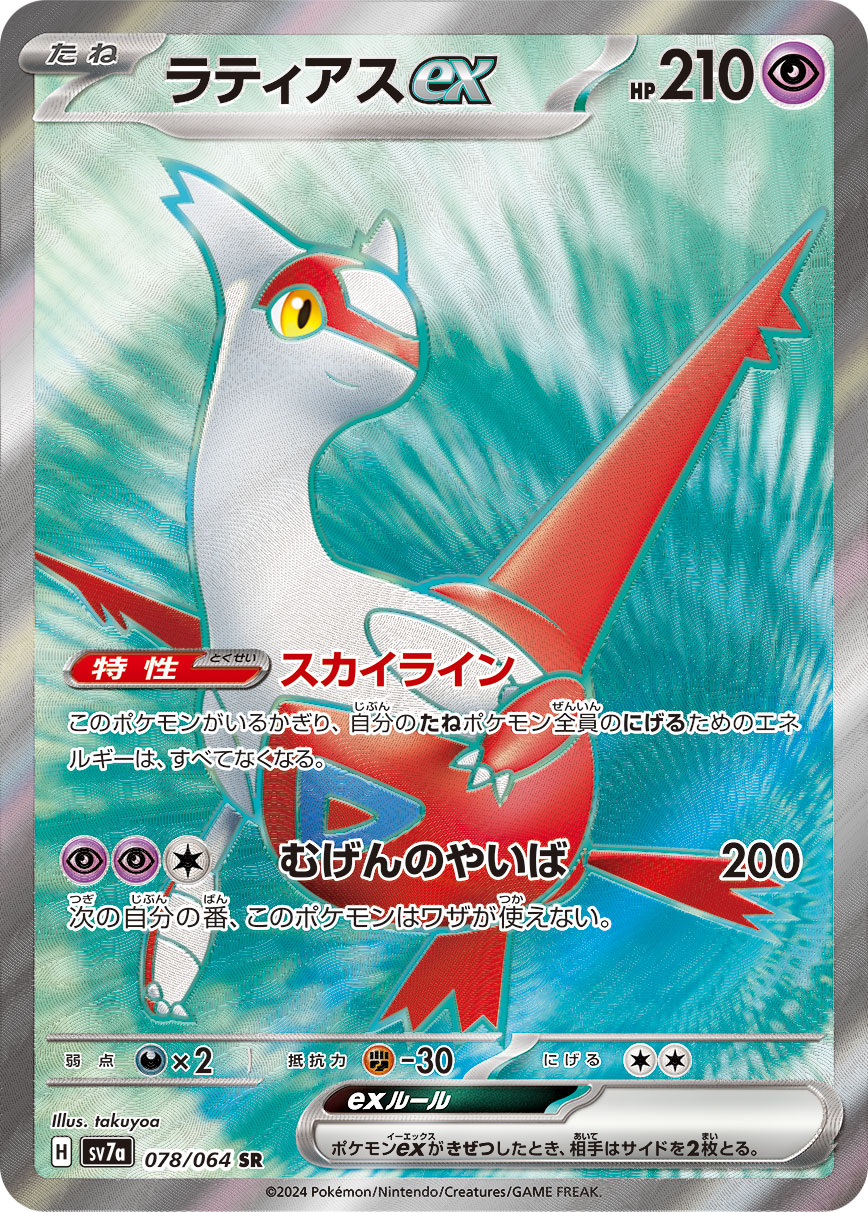 たね ラティアスex HP210
特性 とくせい スカイライン
このポケモンがいるかぎり、自分のたねポケモン全員のにげるためのエネ
ルギーは、すべてなくなる。
むげんのやいば 200
次の自分の番、このポケモンはワザが使えない。
弱点 ×2 抵抗力 -30 にげる
exルール
ポケモンexがきぜつしたとき、相手はサイドを2枚とる。
Illus. takuyoa
H sv7a 078/064 SR
©2024 Pokémon/Nintendo/Creatures/GAME FREAK.